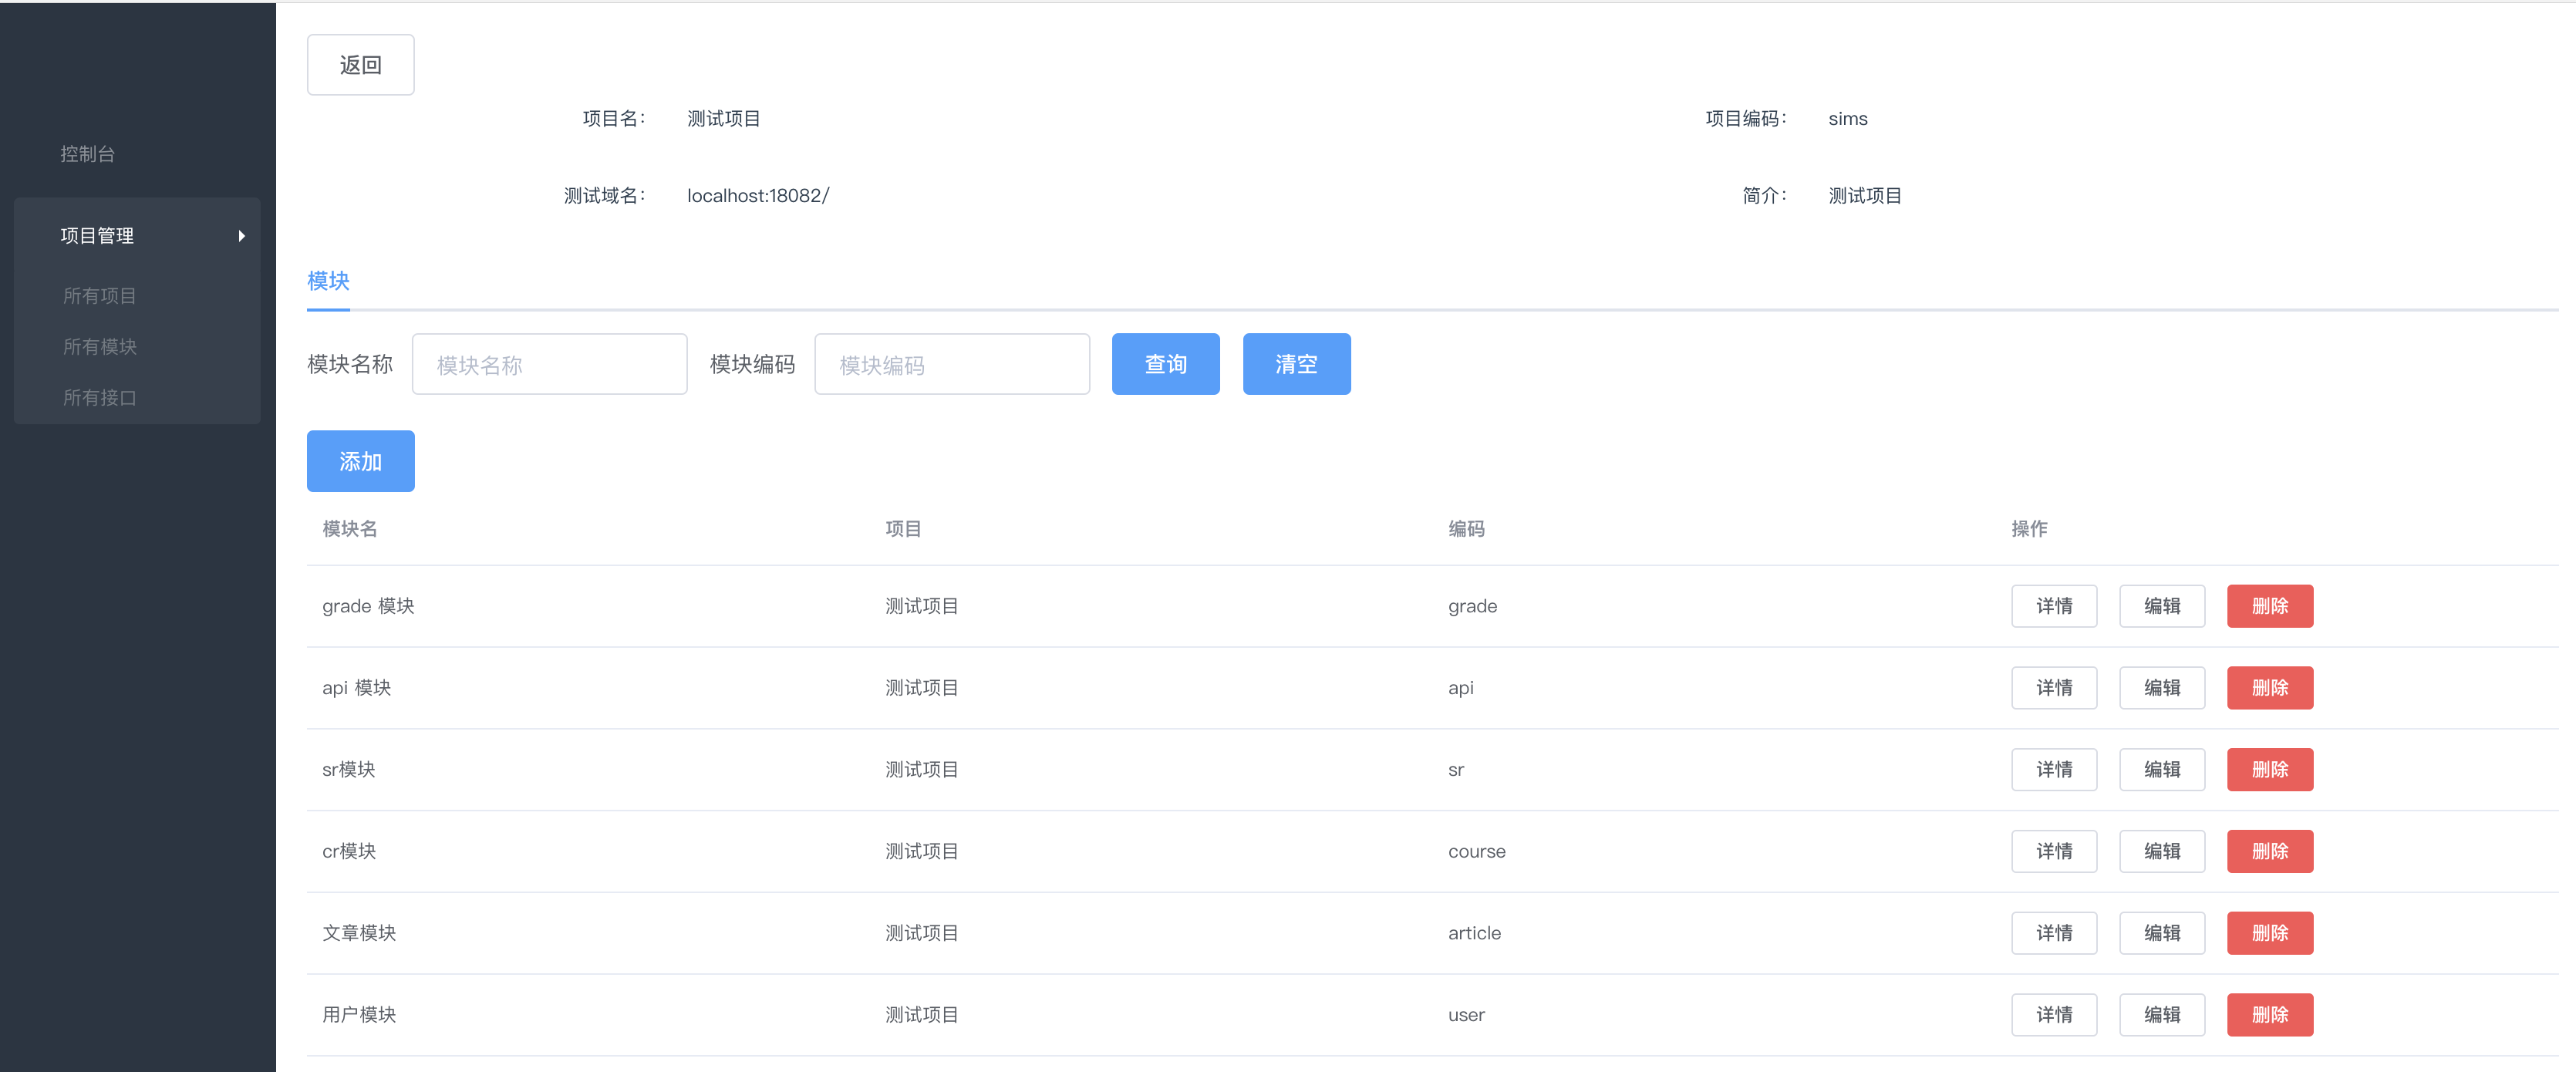 返回
项目名： 测试项目 项目编码： sims
测试域名： localhost:18082/ 简介： 测试项目
控制台
项目管理
所有项目
所有模块
所有接口
模块
模块名称 模块名称 模块编码 模块编码 查询 清空
添加
模块名 项目 编码 操作
grade 模块 测试项目 grade 详情 编辑 删除
api 模块 测试项目 api 详情 编辑 删除
sr模块 测试项目 sr 详情 编辑 删除
cr模块 测试项目 course 详情 编辑 删除
文章模块 测试项目 article 详情 编辑 删除
用户模块 测试项目 user 详情 编辑 删除